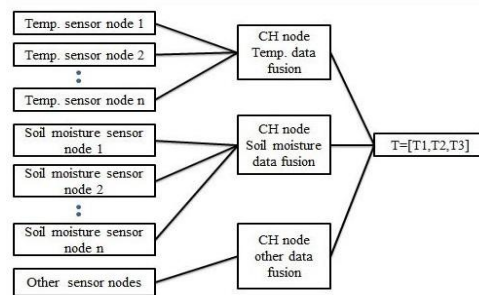 Temp. sensor node 1
Temp. sensor node 2
Temp. sensor node n
Soil moisture sensor
node 1
Soil moisture sensor
node 2
Soil moisture sensor
node n
Other sensor nodes
CH node
Temp. data
fusion
CH node
Soil moisture
data fusion
CH node
other data
fusion
T=[T1,T2,T3]